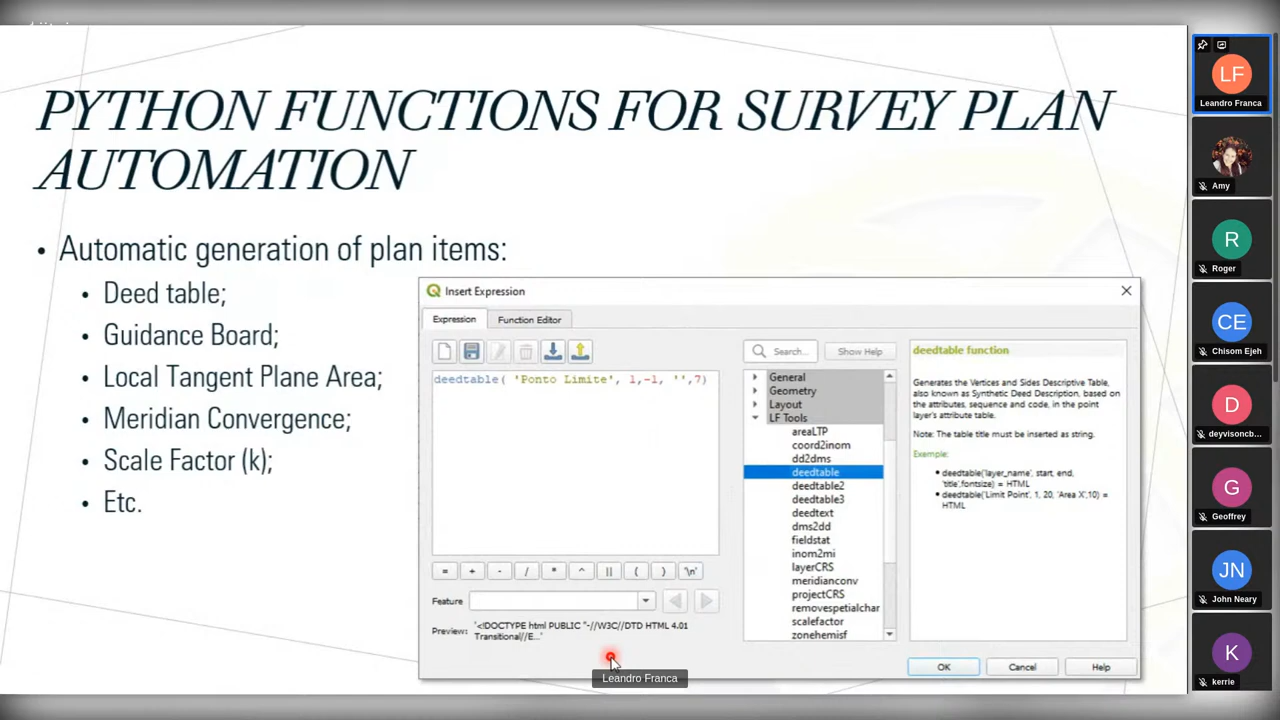 PYTHON FUNCTIONS FOR SURVEY PLAN
AUTOMATION
• Automatic generation of plan items:
• Deed table;
• Guidance Board;
• Local Tangent Plane Area;
• Meridian Convergence;
• Scale Factor (k);
• Etc.
Insert Expression
Expression
Function Editor
deedtable( 'Ponto Limite', 1,-1, '',7)
= + - / * ^ || ( ) '\n'
Feature
Preview:
'<!DOCTYPE html PUBLIC "-//W3C//DTD HTML 4.01
Transitional//E...'
Search...
Show Help
General
Geometry
Layout
LF Tools
areaLTP
coord2inom
dd2dms
deedtable
deedtable2
deedtable3
deedtext
dms2dd
fieldstat
inom2mi
layerCRS
meridianconv
projectCRS
removespetialchar
scalefactor
zonehemisf
deedtable function
Generates the Vertices and Sides Descriptive Table,
also known as Synthetic Deed Description, based on
the attributes, sequence and code, in the point
layer's attribute table.
Note: The table title must be inserted as string.
Example:
• deedtable('layer_name', start, end,
'title',fontsize) = HTML
• deedtable('Limit Point', 1, 20, 'Area X',10) =
HTML
OK
Cancel
Help
Leandro Franca
LF
Leandro Franca
Amy
R
Roger
CE
Chisom Ejeh
D
deyvisoncb...
G
Geoffrey
JN
John Neary
K
kerrie